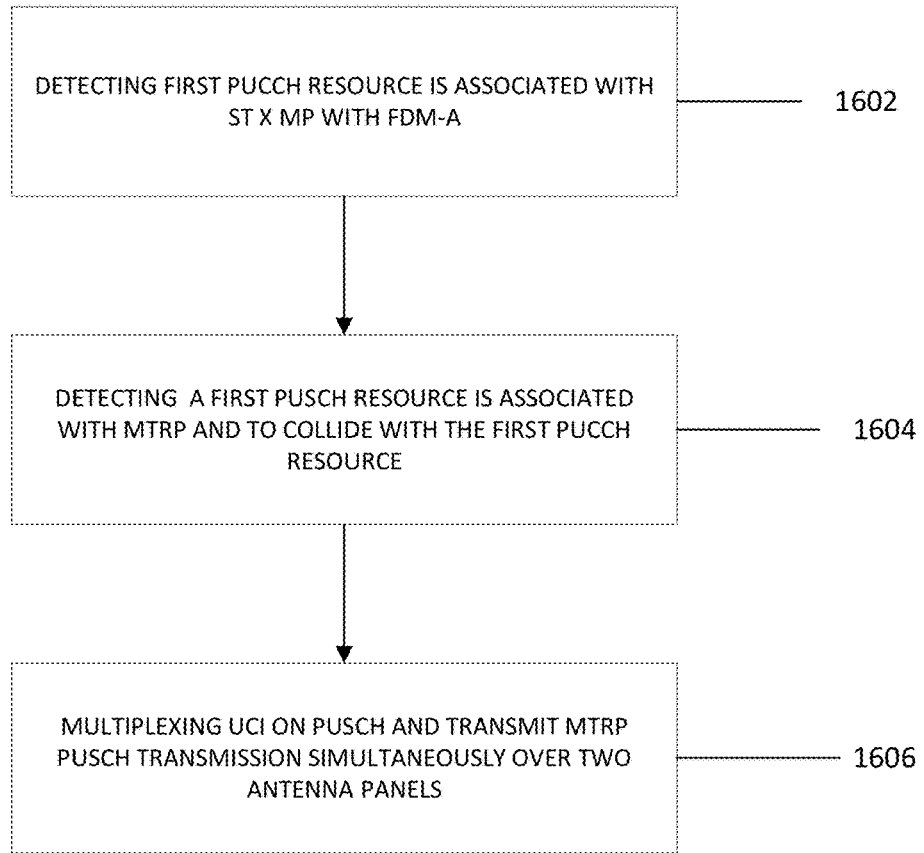 DETECTING FIRST PUCCH RESOURCE IS ASSOCIATED WITH
ST X MP WITH FDM-A
1602
DETECTING A FIRST PUSCH RESOURCE IS ASSOCIATED
WITH MTRP AND TO COLLIDE WITH THE FIRST PUCCH
RESOURCE
1604
MULTIPLEXING UCI ON PUSCH AND TRANSMIT MTRP
PUSCH TRANSMISSION SIMULTANEOUSLY OVER TWO
ANTENNA PANELS
1606